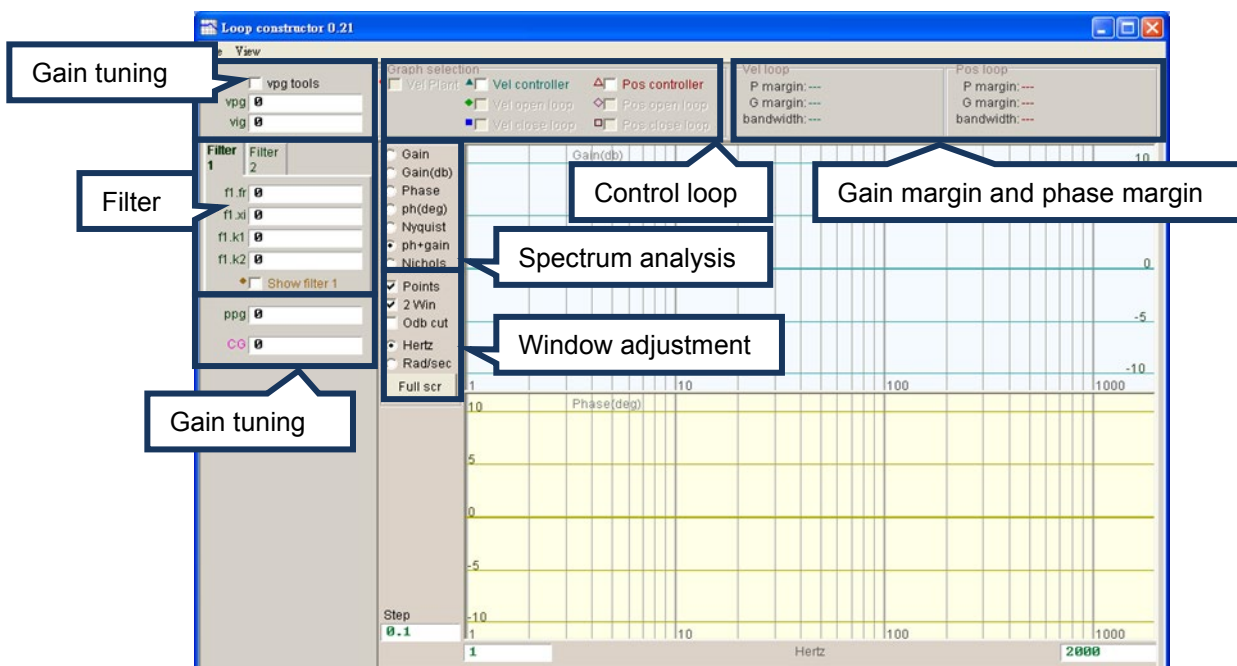 Loop constructor 0.21
View
Gain tuning
vpg tools
vpg 0
vig 0
Graph selection
Vel Plant
Vel controller
Pos controller
Vel open loop
Pos open loop
Vel close loop
Pos close loop
Vel loop
P margin:---
G margin:---
bandwidth:---
Pos loop
P margin:---
G margin:---
bandwidth:---
Filter 1
Filter 2
Filter
f1.fr 0
f1.xi 0
f1.k1 0
f1.k2 0
Show filter 1
ppg 0
CG 0
Gain tuning
Gain
Gain(db)
Phase
ph(deg)
Nyquist
ph+gain
Nichols
Points
2 Win
0db cut
Hertz
Rad/sec
Full scr
Control loop
Gain margin and phase margin
Spectrum analysis
Window adjustment
Gain(db)
10
0
-5
-10
1 10 100 1000
Phase(deg)
10
5
0
-5
-10
1 10 100 1000
Step
0.1
1 Hertz 2000